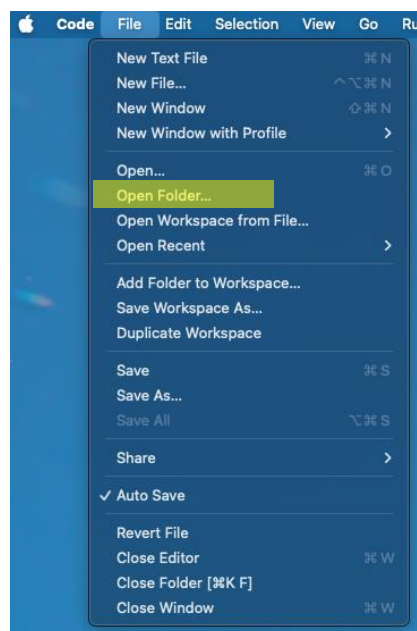 Code File Edit Selection View Go Ru
New Text File ⌘ N
New File... ^⌥⌘ N
New Window ⇧⌘ N
New Window with Profile >
Open... ⌘ O
Open Folder...
Open Workspace from File...
Open Recent >
Add Folder to Workspace...
Save Workspace As...
Duplicate Workspace
Save ⌘ S
Save As...
Save All ⌥⌘ S
Share >
✓ Auto Save
Revert File
Close Editor ⌘ W
Close Folder [⌘K F]
Close Window ⌘ W